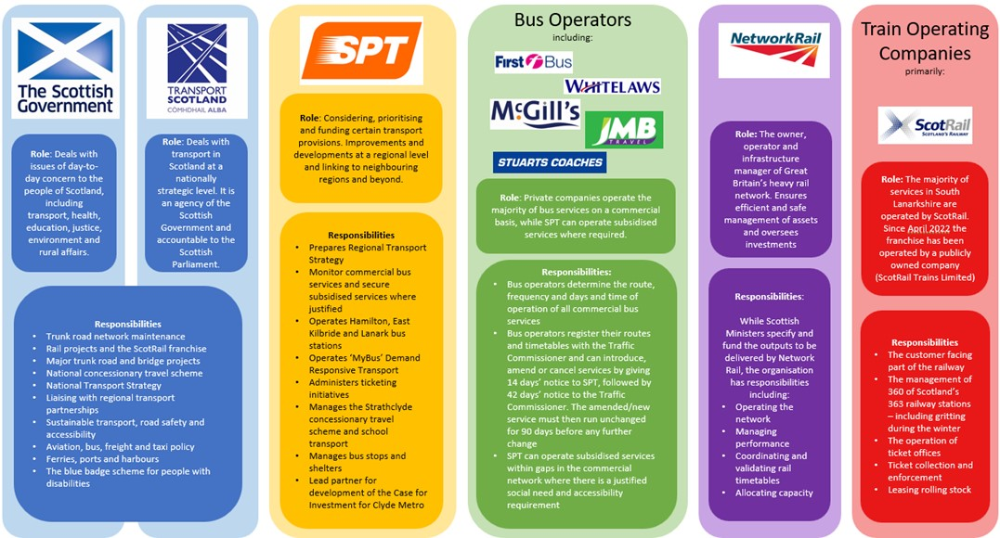 The Scottish
Government
Role: Deals with
issues of day-to-
day concern to the
people of Scotland,
including
transport, health,
education, justice,
environment and
rural affairs.
TRANSPORT
SCOTLAND
CÒMHDHAIL ALBA
Role: Deals with
transport in
Scotland at a
nationally
strategic level. It is
an agency of the
Scottish
Government and
accountable to the
Scottish
Parliament.
Responsibilities
• Trunk road network maintenance
• Rail projects and the ScotRail franchise
• Major trunk road and bridge projects
• National concessionary travel scheme
• National Transport Strategy
• Liaising with regional transport
partnerships
• Sustainable transport, road safety and
accessibility
• Aviation, bus, freight and taxi policy
• Ferries, ports and harbours
• The blue badge scheme for people with
disabilities
SPT
Role: Considering, prioritising
and funding certain transport
provisions. Improvements and
developments at a regional level
and linking to neighbouring
regions and beyond.
Responsibilities
• Prepares Regional Transport
Strategy
• Monitor commercial bus
services and secure
subsidised services where
justified
• Operates Hamilton, East
Kilbride and Lanark bus
stations
• Operates ‘MyBus’ Demand
Responsive Transport
• Administers ticketing
initiatives
• Manages the Strathclyde
concessionary travel
scheme and school
transport
• Manages bus stops and
shelters
• Lead partner for
development of the Case for
Investment for Clyde Metro
Bus Operators
including:
First Bus
WHITELAWS
McGill's
JMB
TRAVEL
STUARTS COACHES
Role: Private companies operate the
majority of bus services on a commercial
basis, while SPT can operate subsidised
services where required.
Responsibilities:
• Bus operators determine the route,
frequency and days and time of
operation of all commercial bus
services
• Bus operators register their routes
and timetables with the Traffic
Commissioner and can introduce,
amend or cancel services by giving
14 days’ notice to SPT, followed by
42 days’ notice to the Traffic
Commissioner. The amended/new
service must then run unchanged
for 90 days before any further
change
• SPT can operate subsidised services
within gaps in the commercial
network where there is a justified
social need and accessibility
requirement
NetworkRail
Role: The owner,
operator and
infrastructure
manager of Great
Britain’s heavy rail
network. Ensures
efficient and safe
management of assets
and oversees
investments
Responsibilities:
While Scottish
Ministers specify and
fund the outputs to be
delivered by Network
Rail, the organisation
has responsibilities
including:
• Operating the
network
• Managing
performance
• Coordinating and
validating rail
timetables
• Allocating capacity
Train Operating
Companies
primarily:
ScotRail
SCOTLAND'S RAILWAY
Role: The majority of
services in South
Lanarkshire are
operated by ScotRail.
Since April 2022 the
franchise has been
operated by a publicly
owned company
(ScotRail Trains Limited)
Responsibilities
• The customer facing
part of the railway
• The management of
360 of Scotland’s
363 railway stations
– including gritting
during the winter
• The operation of
ticket offices
• Ticket collection and
enforcement
• Leasing rolling stock